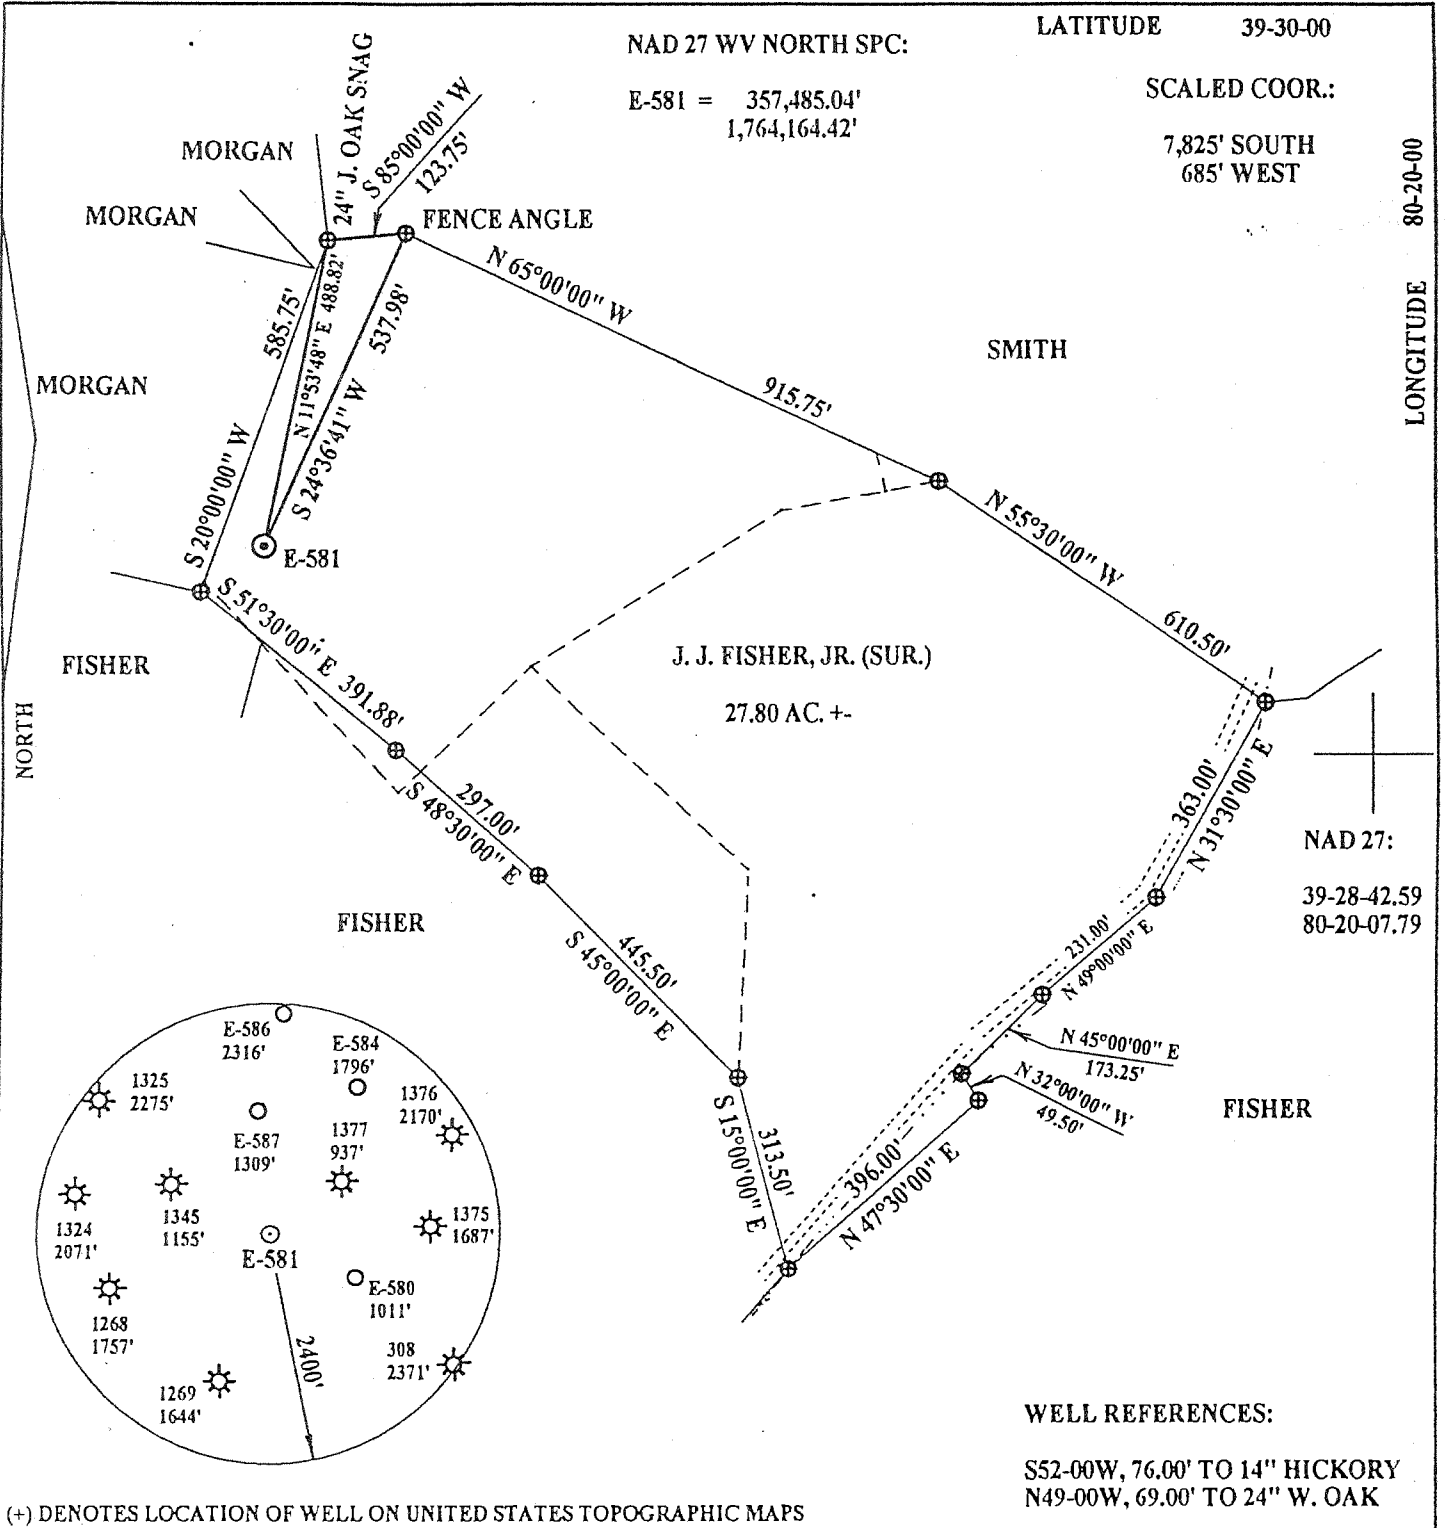 LATITUDE 39-30-00
NAD 27 WV NORTH SPC:
E-581 = 357,485.04'
1,764,164.42'
SCALED COOR.:
7,825' SOUTH
685' WEST
LONGITUDE 80-20-00
24" J. OAK SNAG
S 85°00'00" W
123.75'
MORGAN
MORGAN
MORGAN
FENCE ANGLE
N 65°00'00" W
915.75'
SMITH
585.75'
S 20°00'00" W
N 11°53'48" E 488.82'
537.98'
S 24°36'41" W
E-581
N 55°30'00" W
610.50'
S 51°30'00" E 391.88'
FISHER
J. J. FISHER, JR. (SUR.)
27.80 AC. +-
NORTH
297.00'
S 48°30'00" E
363.00'
N 31°30'00" E
NAD 27:
39-28-42.59
80-20-07.79
FISHER
445.50'
S 45°00'00" E
231.00'
N 49°00'00" E
N 45°00'00" E
173.25'
N 32°00'00" W
49.50'
FISHER
313.50'
S 15°00'00" E
396.00'
N 47°30'00" E
E-586
2316'
E-584
1796'
1325
2275'
1376
2170'
E-587
1309'
1377
937'
1324
2071'
1345
1155'
1375
1687'
E-581
E-580
1011'
1268
1757'
308
2371'
2400'
1269
1644'
WELL REFERENCES:
S52-00W, 76.00' TO 14" HICKORY
N49-00W, 69.00' TO 24" W. OAK
(+) DENOTES LOCATION OF WELL ON UNITED STATES TOPOGRAPHIC MAPS